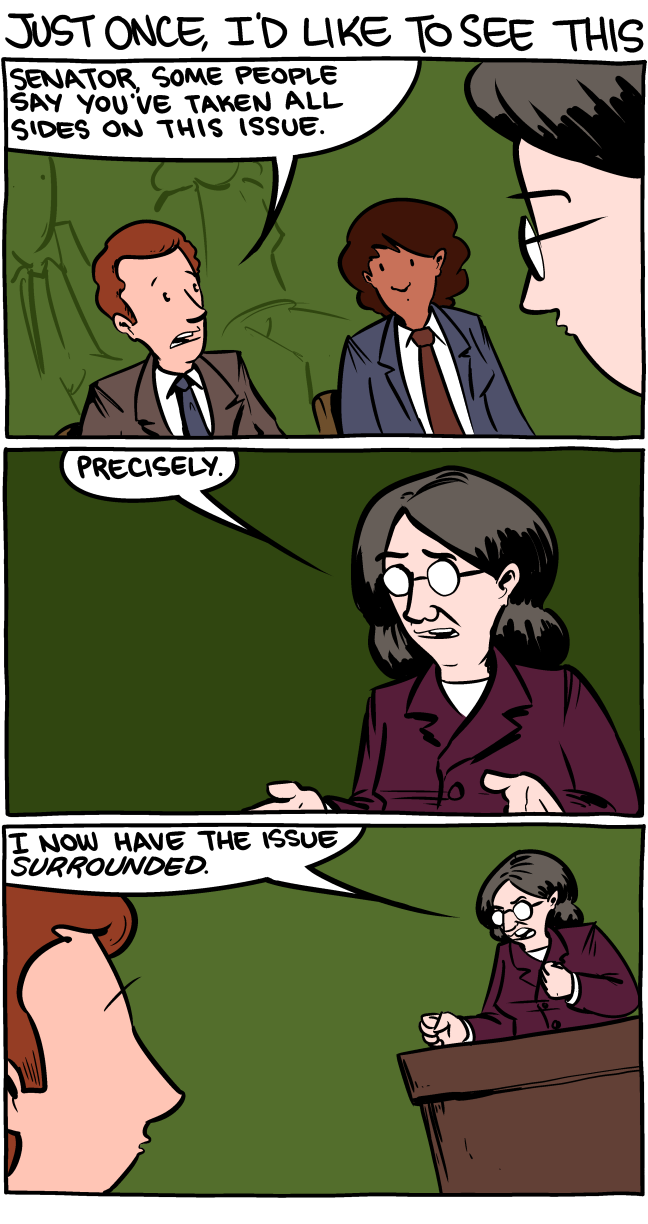 JUST ONCE, I'D LIKE TO SEE THIS
SENATOR, SOME PEOPLE
SAY YOU'VE TAKEN ALL
SIDES ON THIS ISSUE.
PRECISELY.
I NOW HAVE THE ISSUE
SURROUNDED.